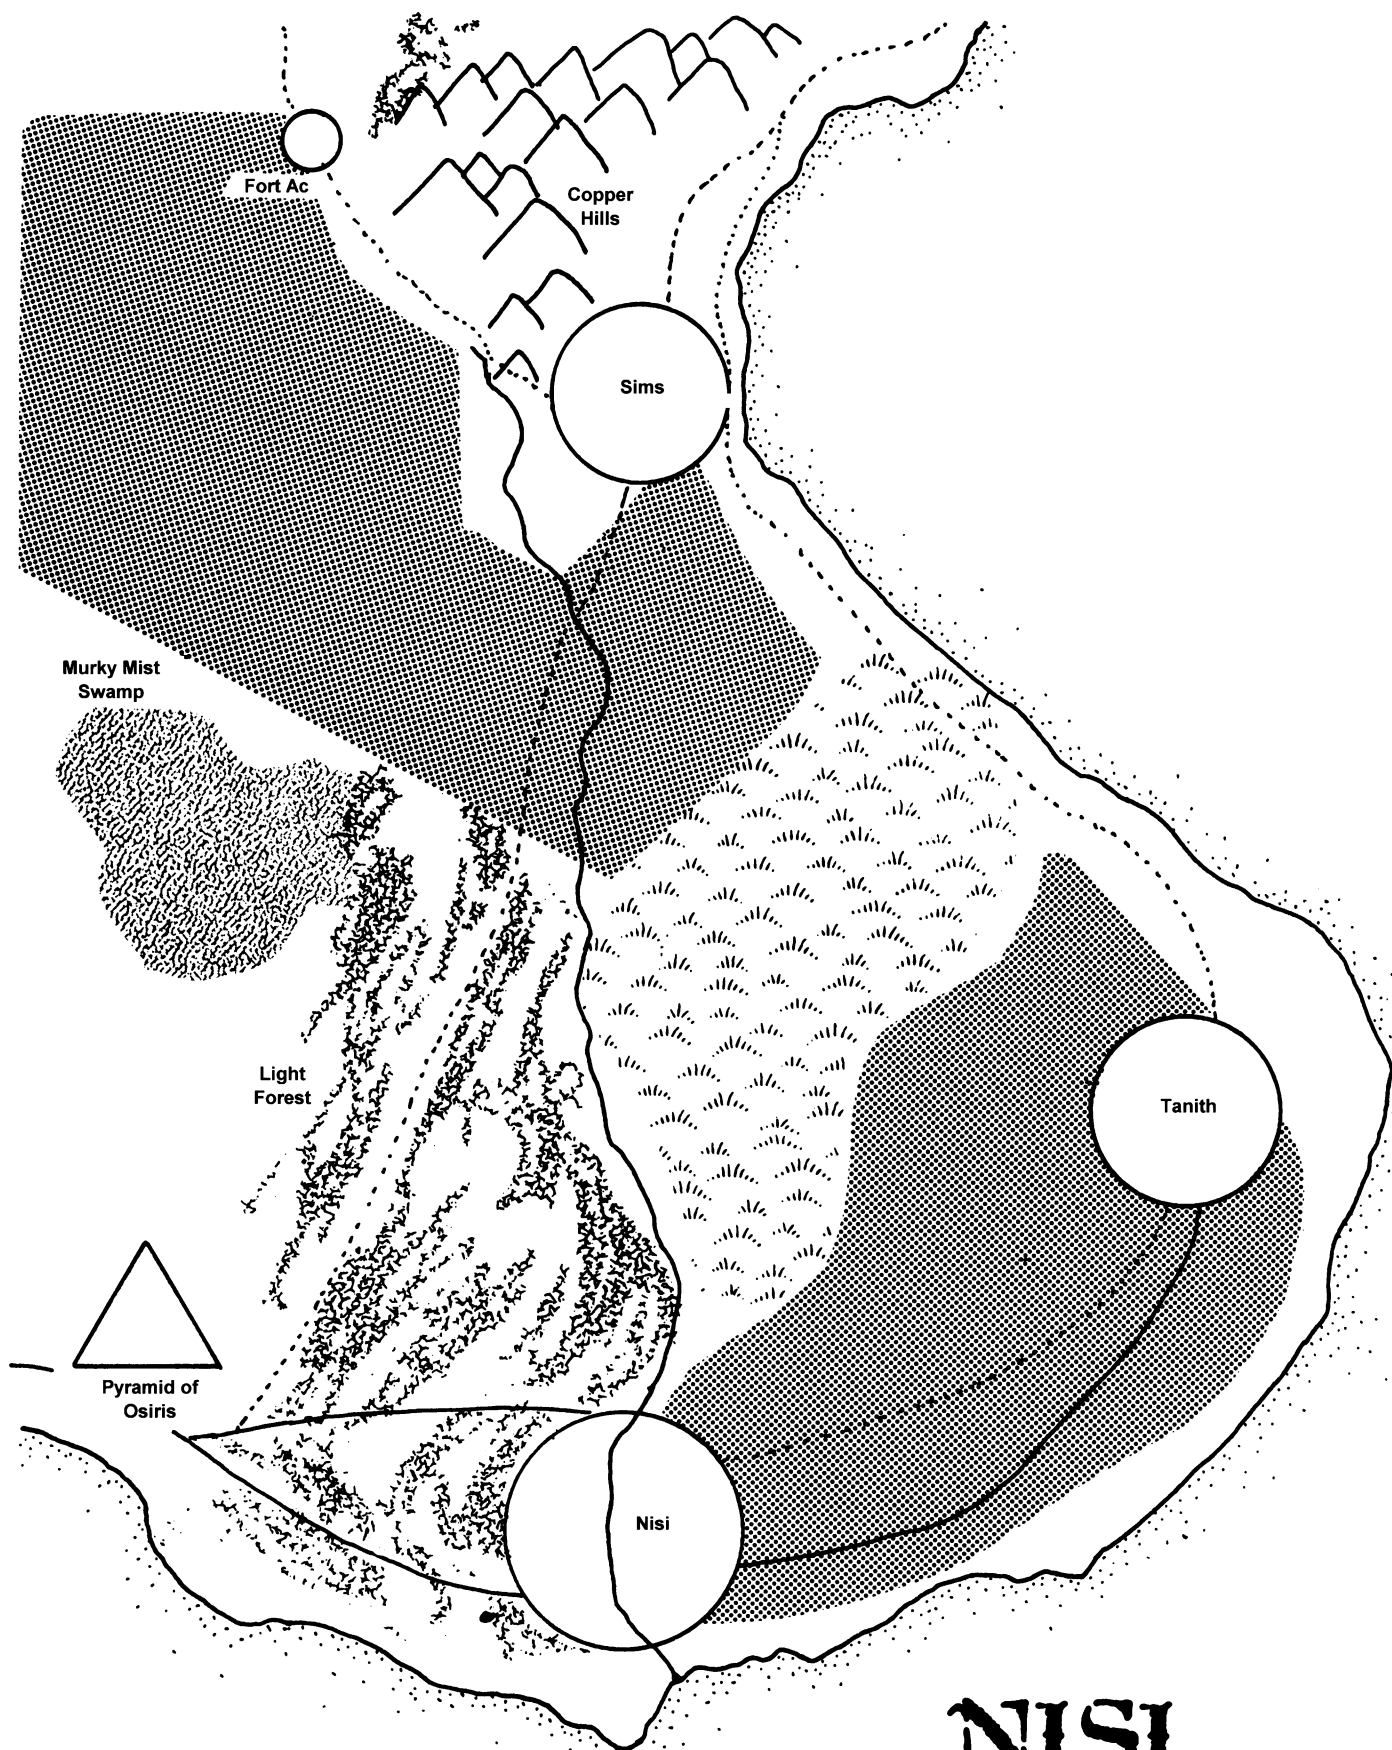 Fort Ac
Copper
Hills
Sims
Murky Mist
Swamp
Light
Forest
Tanith
Pyramid of
Osiris
Nisi
NISI